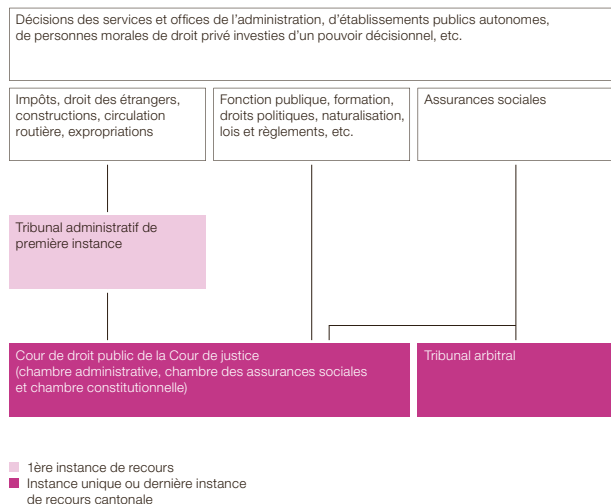 Décisions des services et offices de l'administration, d'établissements publics autonomes,
de personnes morales de droit privé investies d'un pouvoir décisionnel, etc.
Impôts, droit des étrangers,
constructions, circulation
routière, expropriations
Fonction publique, formation,
droits politiques, naturalisation,
lois et règlements, etc.
Assurances sociales
Tribunal administratif de
première instance
Cour de droit public de la Cour de justice
(chambre administrative, chambre des assurances sociales
et chambre constitutionnelle)
Tribunal arbitral
1ère instance de recours
Instance unique ou dernière instance
de recours cantonale